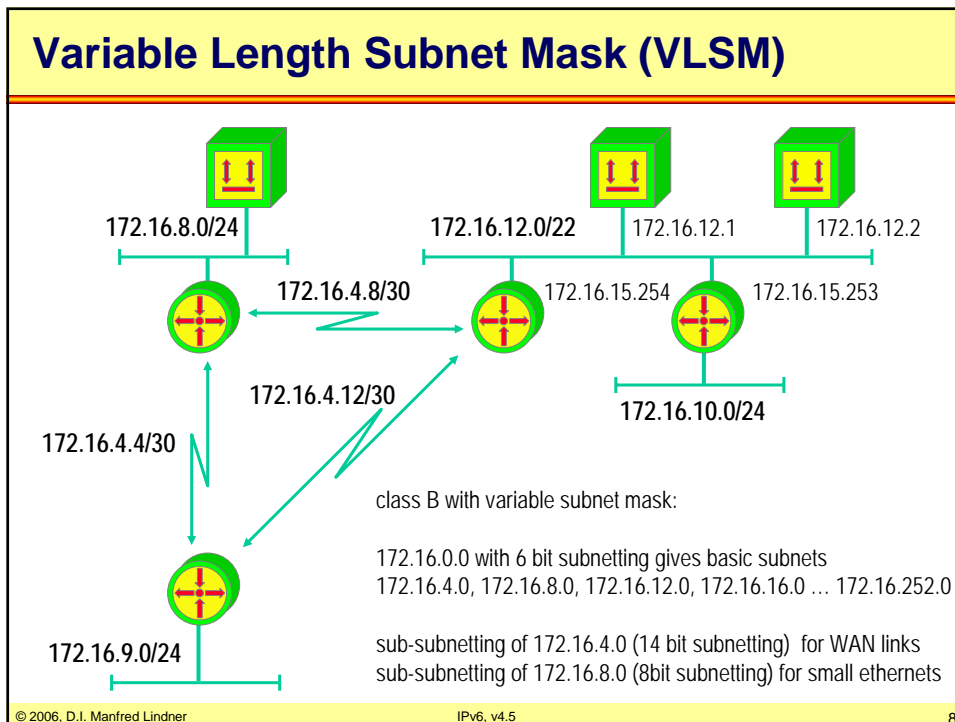 Variable Length Subnet Mask (VLSM)
172.16.8.0/24
172.16.12.0/22
172.16.12.1
172.16.12.2
172.16.4.8/30
172.16.15.254
172.16.15.253
172.16.4.12/30
172.16.10.0/24
172.16.4.4/30
class B with variable subnet mask:
172.16.0.0 with 6 bit subnetting gives basic subnets
172.16.4.0, 172.16.8.0, 172.16.12.0, 172.16.16.0 … 172.16.252.0
sub-subnetting of 172.16.4.0 (14 bit subnetting) for WAN links
sub-subnetting of 172.16.8.0 (8bit subnetting) for small ethernets
172.16.9.0/24
© 2006, D.I. Manfred Lindner
IPv6, v4.5
8